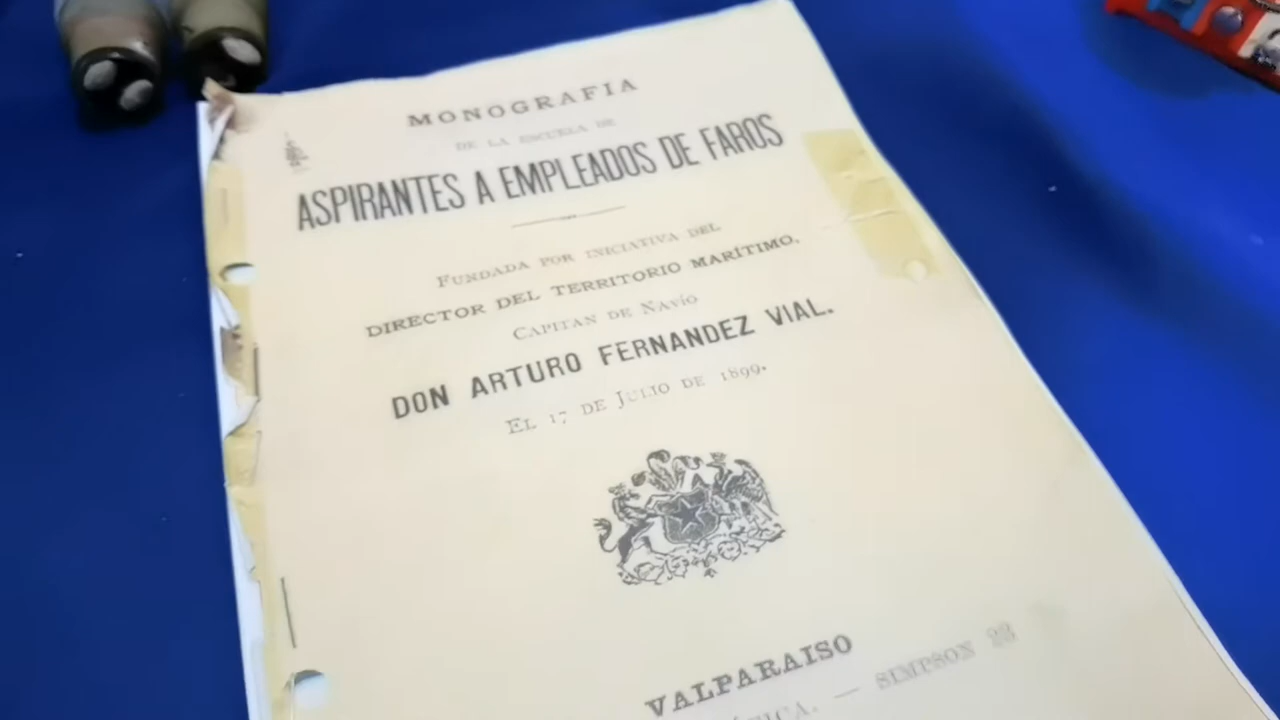 MONOGRAFIA
DE LA ESCUELA DE
ASPIRANTES A EMPLEADOS DE FAROS
FUNDADA POR INICIATIVA DEL
DIRECTOR DEL TERRITORIO MARÍTIMO,
CAPITAN DE NAVÍO
DON ARTURO FERNANDEZ VIAL.
EL 17 DE JULIO DE 1899.
VALPARAISO
— SIMPSON 23